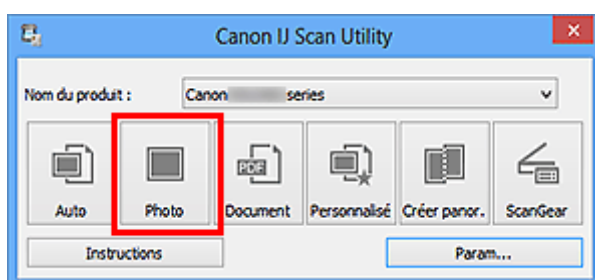 Canon IJ Scan Utility
Nom du produit : Canon series
PDF
Auto Photo Document Personnalisé Créer panor. ScanGear
Instructions Param...